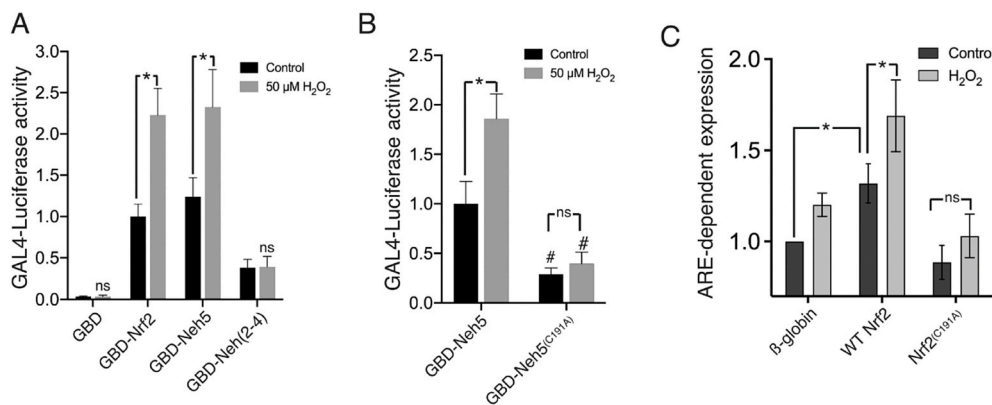 A
GAL4-Luciferase activity
3.0
2.5
2.0
1.5
1.0
0.5
0.0
Control
50 µM H₂O₂
ns
*
*
ns
GBD
GBD-Nrf2
GBD-Neh5
GBD-Neh(2-4)
B
GAL4-Luciferase activity
2.5
2.0
1.5
1.0
0.5
0.0
Control
50 µM H₂O₂
*
ns
#
#
GBD-Neh5
GBD-Neh5(C191A)
C
ARE-dependent expression
2.0
1.5
1.0
Control
H₂O₂
*
*
ns
ß-globin
WT Nrf2
Nrf2(C191A)